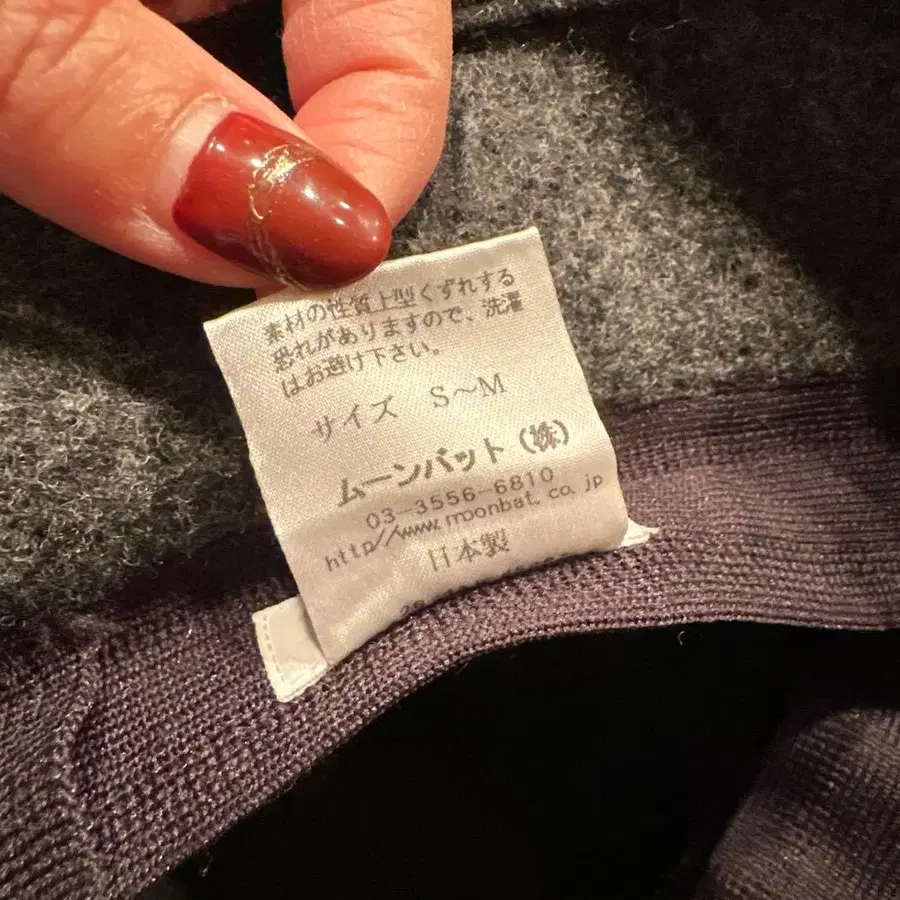 素材の性質上型くずれする
恐れがありますので、洗濯
はお避け下さい。
サイズ S～M
ムーンバット(株)
03-3556-6810
http//www.moonbat.co.jp
日本製